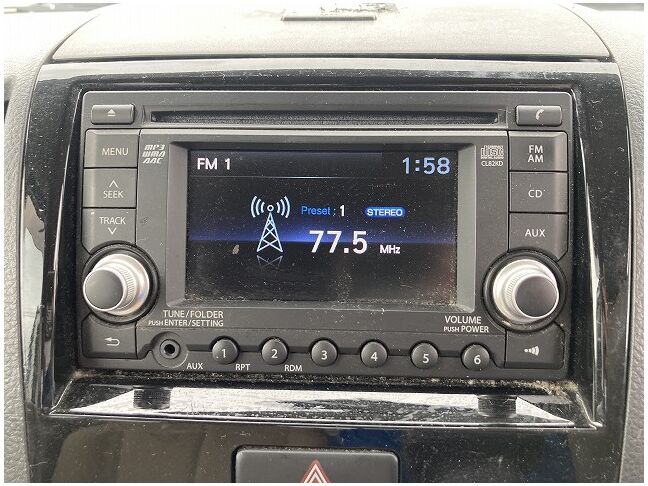 MENU
MP3
WMA
AAC
FM 1
1:58
CL82KD
FM
AM
SEEK
TRACK
Preset : 1
STEREO
77.5 MHz
CD
AUX
TUNE/FOLDER
PUSH ENTER/SETTING
VOLUME
PUSH POWER
AUX
1
2
3
4
5
6
RPT
RDM